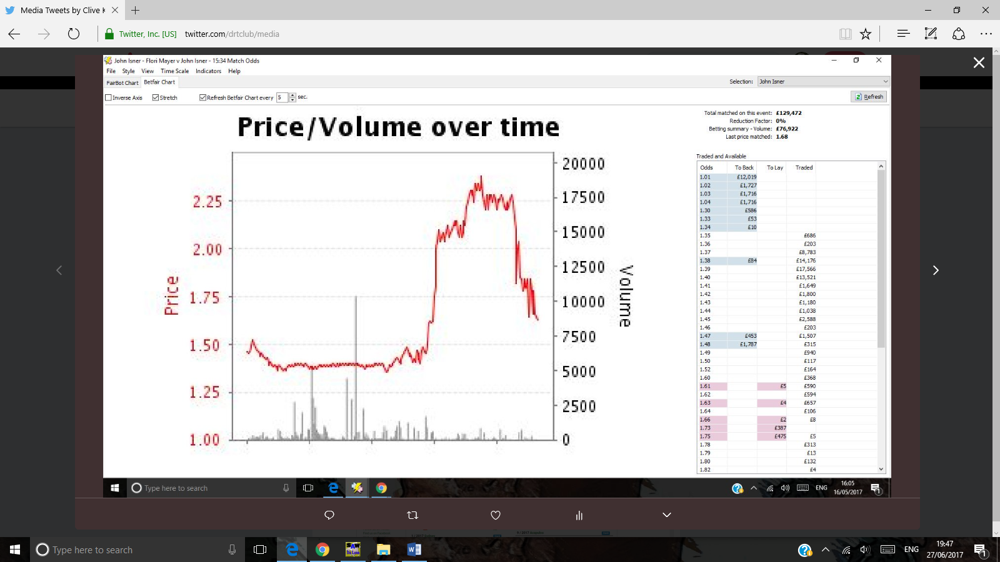 Media Tweets by Clive K
Twitter, Inc. [US] twitter.com/drtclub/media
John Isner - Flori Mayer v John Isner - 15:34 Match Odds
File Style View Time Scale Indicators Help
FairBot Chart Betfair Chart
Selection: John Isner
Inverse Axis Stretch Refresh Betfair Chart every 5 sec.
Refresh
Price/Volume over time
Total matched on this event: £129,472
Reduction Factor: 0%
Betting summary - Volume: £76,922
Last price matched: 1.68
Price
2.25
2.00
1.75
1.50
1.25
1.00
20000
17500
15000
12500
10000
7500
5000
2500
0
Volume
Traded and Available
Odds To Back To Lay Traded
1.01 £12,019
1.02 £1,727
1.03 £1,716
1.04 £1,716
1.30 £586
1.33 £53
1.34 £10
1.35 £686
1.36 £203
1.37 £8,783
1.38 £84 £14,176
1.39 £17,566
1.40 £13,521
1.41 £1,649
1.42 £1,800
1.43 £1,180
1.44 £1,038
1.45 £2,588
1.46 £203
1.47 £453 £1,507
1.48 £1,787 £315
1.49 £940
1.50 £117
1.52 £164
1.60 £368
1.61 £5 £590
1.62 £594
1.63 £4 £657
1.64 £106
1.66 £2 £8
1.73 £387
1.75 £475 £5
1.78 £313
1.79 £13
1.80 £132
1.82 £4
Type here to search
ENG
16:05
16/05/2017
1
Type here to search
ENG
19:47
27/06/2017
1